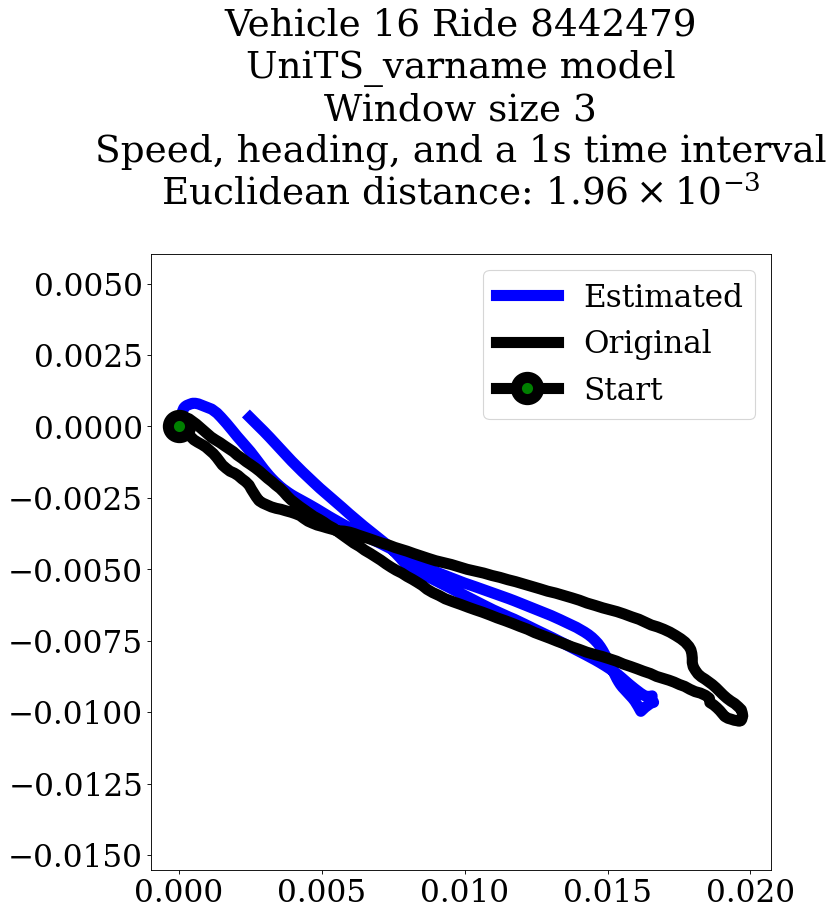 Vehicle 16 Ride 8442479
UniTS_varname model
Window size 3
Speed, heading, and a 1s time interval
Euclidean distance: 1.96 × 10⁻³
Estimated
Original
Start
0.0050
0.0025
0.0000
−0.0025
−0.0050
−0.0075
−0.0100
−0.0125
−0.0150
0.000 0.005 0.010 0.015 0.020